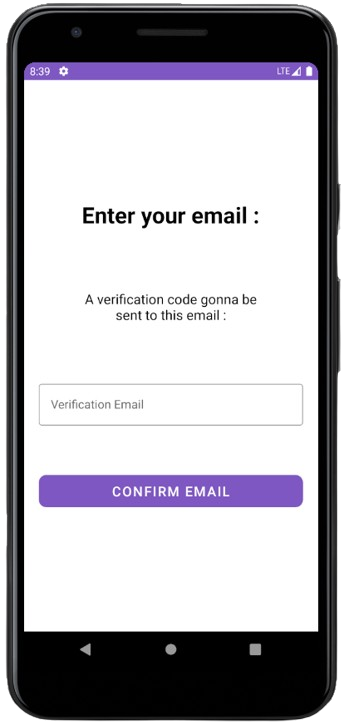 8:39 LTE
Enter your email :
A verification code gonna be
sent to this email :
Verification Email
CONFIRM EMAIL